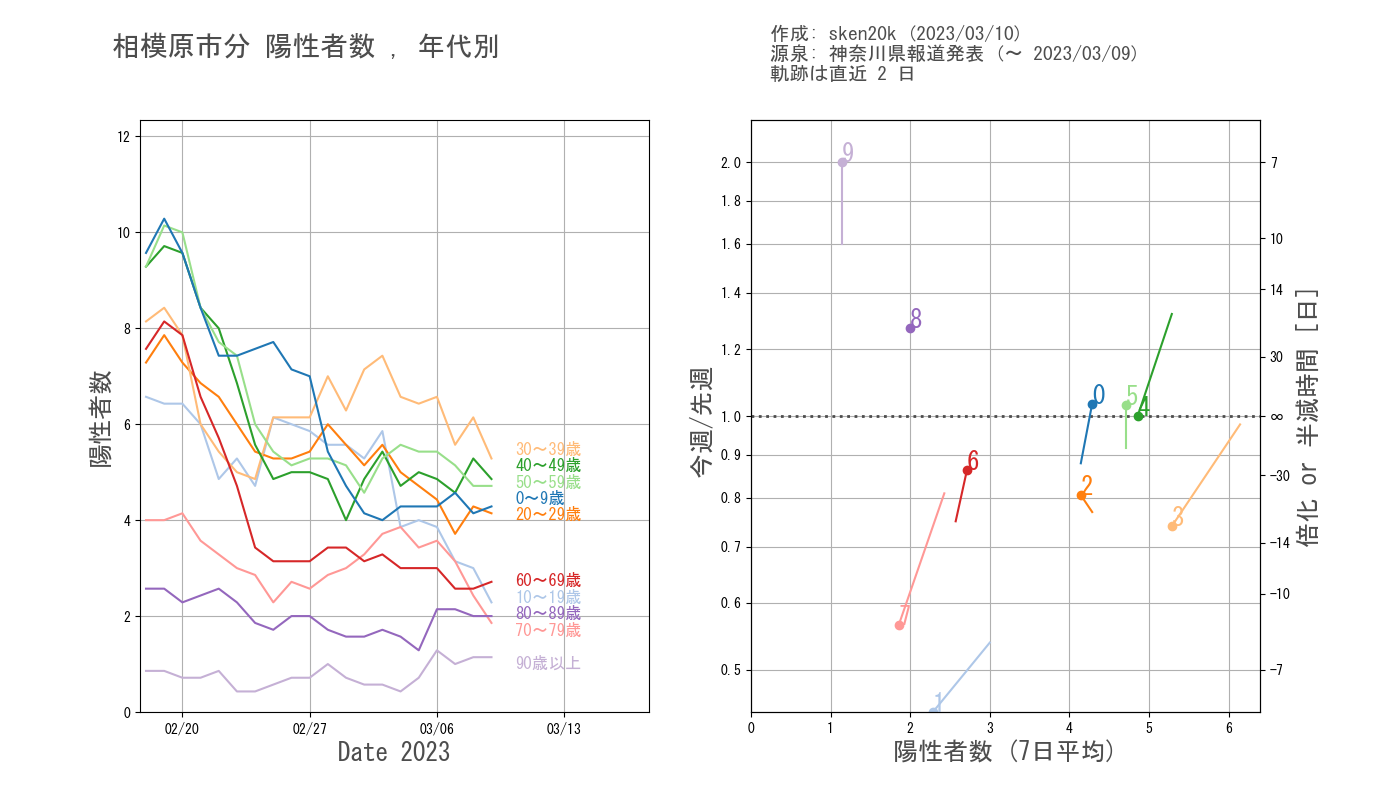 相模原市分 陽性者数 , 年代別
作成: sken20k (2023/03/10)
源泉: 神奈川県報道発表 (〜 2023/03/09)
軌跡は直近 2 日
陽性者数
12
10
8
6
4
2
0
30〜39歳
40〜49歳
50〜59歳
0〜9歳
20〜29歳
60〜69歳
10〜19歳
80〜89歳
70〜79歳
90歳以上
02/20 02/27 03/06 03/13
Date 2023
今週/先週
2.0
1.8
1.6
1.4
1.2
1.0
0.9
0.8
0.7
0.6
0.5
9
8
0
5
4
6
2
3
7
1
7
10
14
30
∞
-30
-14
-10
-7
倍化 or 半減時間 [日]
0 1 2 3 4 5 6
陽性者数 (7日平均)